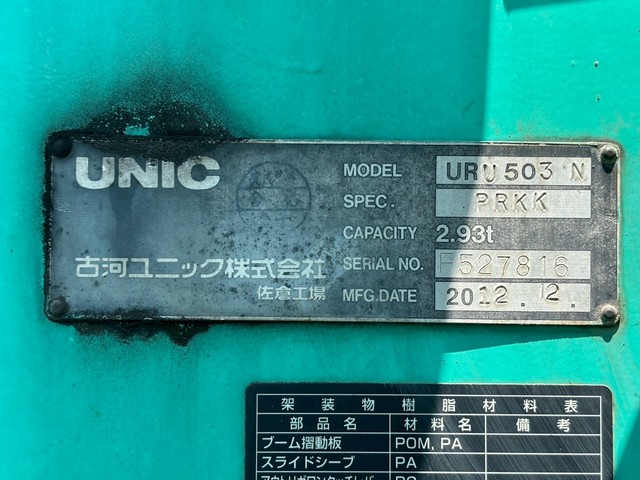 UNIC
MODEL URU503N
SPEC. PRKK
CAPACITY 2.93t
古河ユニック株式会社
SERIAL NO. E527816
佐倉工場
MFG.DATE 2012.2.
架装物樹脂材料表
部品名 材料名 備考
ブーム摺動板 POM, PA
スライドシーブ PA